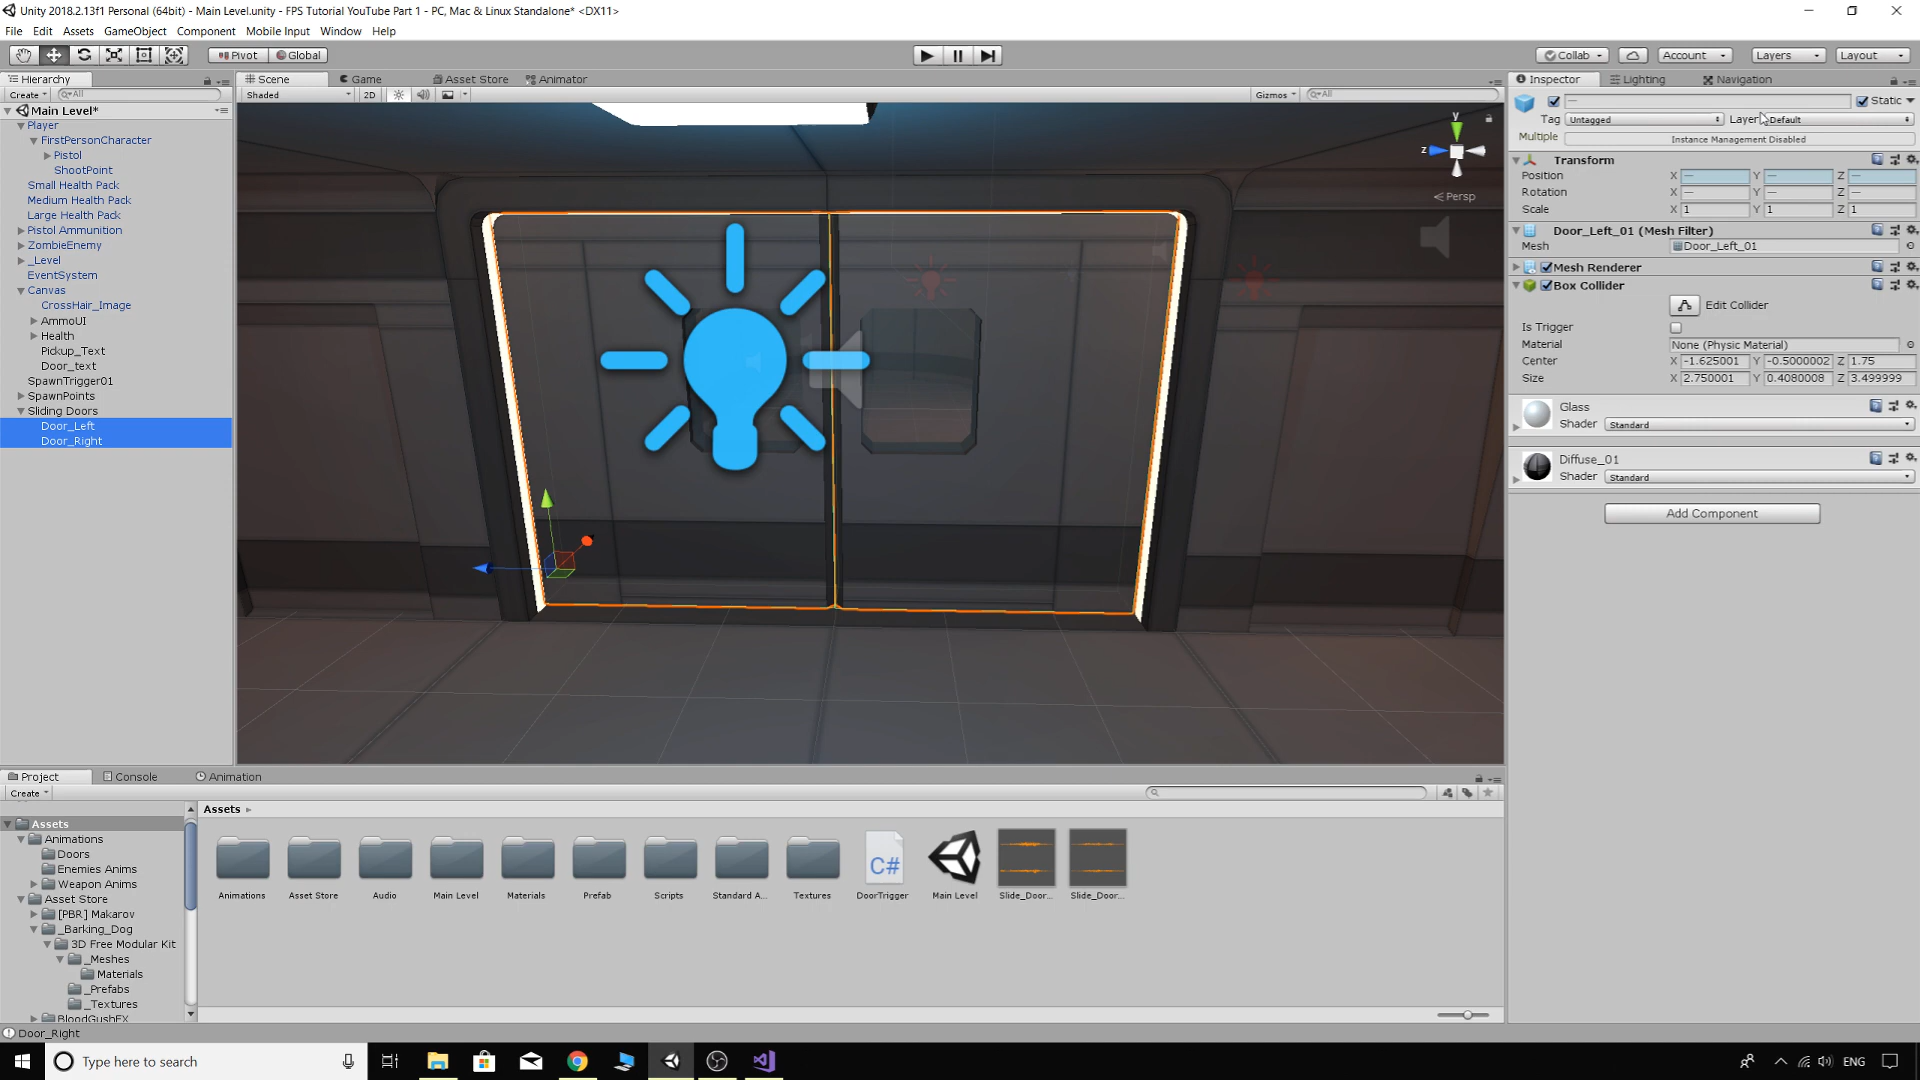 Unity 2018.2.13f1 Personal (64bit) - Main Level.unity - FPS Tutorial YouTube Part 1 - PC, Mac & Linux Standalone* <DX11>
File Edit Assets GameObject Component Mobile Input Window Help
Pivot Global Collab Account Layers Layout
Hierarchy
Create All
Main Level*
Player
FirstPersonCharacter
Pistol
ShootPoint
Small Health Pack
Medium Health Pack
Large Health Pack
Pistol Ammunition
ZombieEnemy
_Level
EventSystem
Canvas
CrossHair_Image
AmmoUI
Health
Pickup_Text
Door_text
SpawnTrigger01
SpawnPoints
Sliding Doors
Door_Left
Door_Right
Scene Game Asset Store Animator
Shaded 2D Gizmos All
y
z
Persp
Inspector Lighting Navigation
Static
Tag Untagged Layer Default
Multiple Instance Management Disabled
Transform
Position X — Y — Z —
Rotation X — Y — Z —
Scale X 1 Y 1 Z 1
Door_Left_01 (Mesh Filter)
Mesh Door_Left_01
Mesh Renderer
Box Collider
Edit Collider
Is Trigger
Material None (Physic Material)
Center X -1.625001 Y -0.5000002 Z 1.75
Size X 2.750001 Y 0.4080008 Z 3.499999
Glass
Shader Standard
Diffuse_01
Shader Standard
Add Component
Project Console Animation
Create
Assets
Animations
Doors
Enemies Anims
Weapon Anims
Asset Store
[PBR] Makarov
_Barking_Dog
3D Free Modular Kit
_Meshes
Materials
_Prefabs
_Textures
BloodGushFX
Assets
C#
Animations Asset Store Audio Main Level Materials Prefab Scripts Standard A... Textures DoorTrigger Main Level Slide_Door... Slide_Door...
Door_Right
Type here to search
ENG